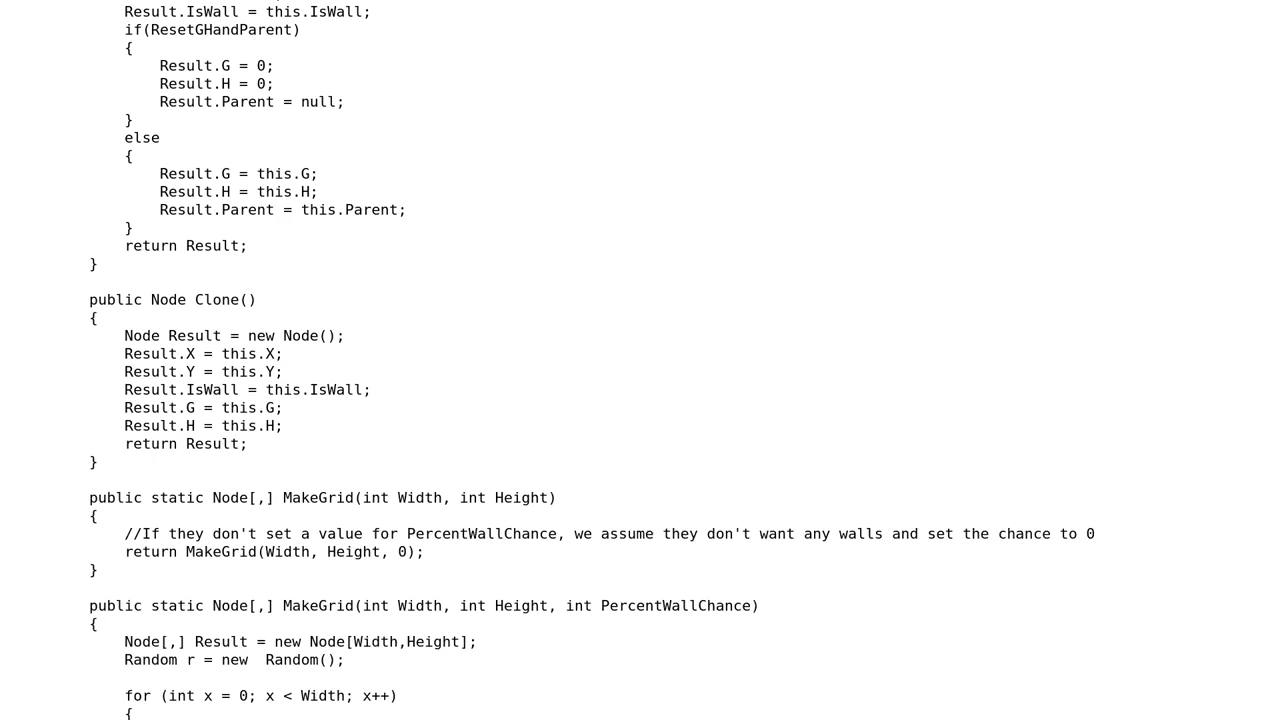 Result.IsWall = this.IsWall;
if(ResetGHandParent)
{
Result.G = 0;
Result.H = 0;
Result.Parent = null;
}
else
{
Result.G = this.G;
Result.H = this.H;
Result.Parent = this.Parent;
}
return Result;
}
public Node Clone()
{
Node Result = new Node();
Result.X = this.X;
Result.Y = this.Y;
Result.IsWall = this.IsWall;
Result.G = this.G;
Result.H = this.H;
return Result;
}
public static Node[,] MakeGrid(int Width, int Height)
{
//If they don't set a value for PercentWallChance, we assume they don't want any walls and set the chance to 0
return MakeGrid(Width, Height, 0);
}
public static Node[,] MakeGrid(int Width, int Height, int PercentWallChance)
{
Node[,] Result = new Node[Width,Height];
Random r = new  Random();
for (int x = 0; x < Width; x++)
{